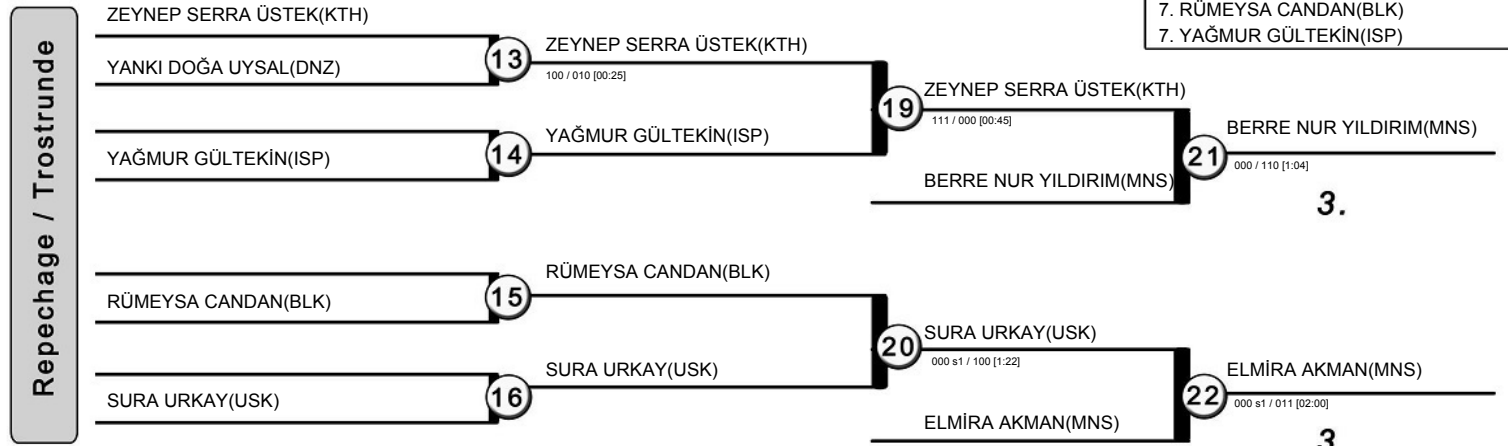 7. RÜMEYSA CANDAN(BLK)
7. YAĞMUR GÜLTEKİN(ISP)
Repechage / Trostrunde
ZEYNEP SERRA ÜSTEK(KTH)
YANKI DOĞA UYSAL(DNZ)
13
ZEYNEP SERRA ÜSTEK(KTH)
100 / 010 [00:25]
YAĞMUR GÜLTEKİN(ISP)
14
YAĞMUR GÜLTEKİN(ISP)
19
ZEYNEP SERRA ÜSTEK(KTH)
111 / 000 [00:45]
BERRE NUR YILDIRIM(MNS)
21
BERRE NUR YILDIRIM(MNS)
000 / 110 [1:04]
3.
RÜMEYSA CANDAN(BLK)
15
RÜMEYSA CANDAN(BLK)
SURA URKAY(USK)
16
SURA URKAY(USK)
20
SURA URKAY(USK)
000 s1 / 100 [1:22]
ELMİRA AKMAN(MNS)
22
ELMİRA AKMAN(MNS)
000 s1 / 011 [02:00]
3